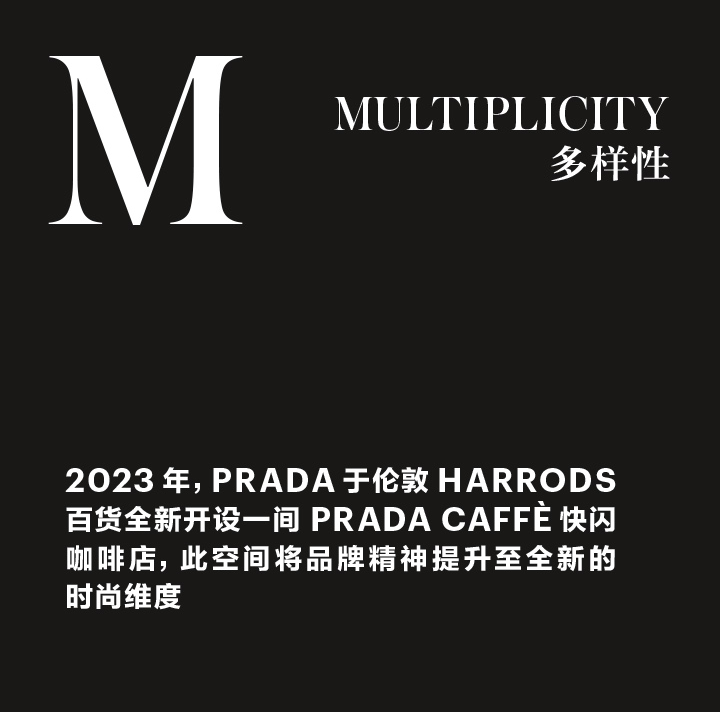 M
MULTIPLICITY
多样性
2023 年，PRADA 于伦敦 HARRODS
百货全新开设一间 PRADA CAFFÈ 快闪
咖啡店，此空间将品牌精神提升至全新的
时尚维度